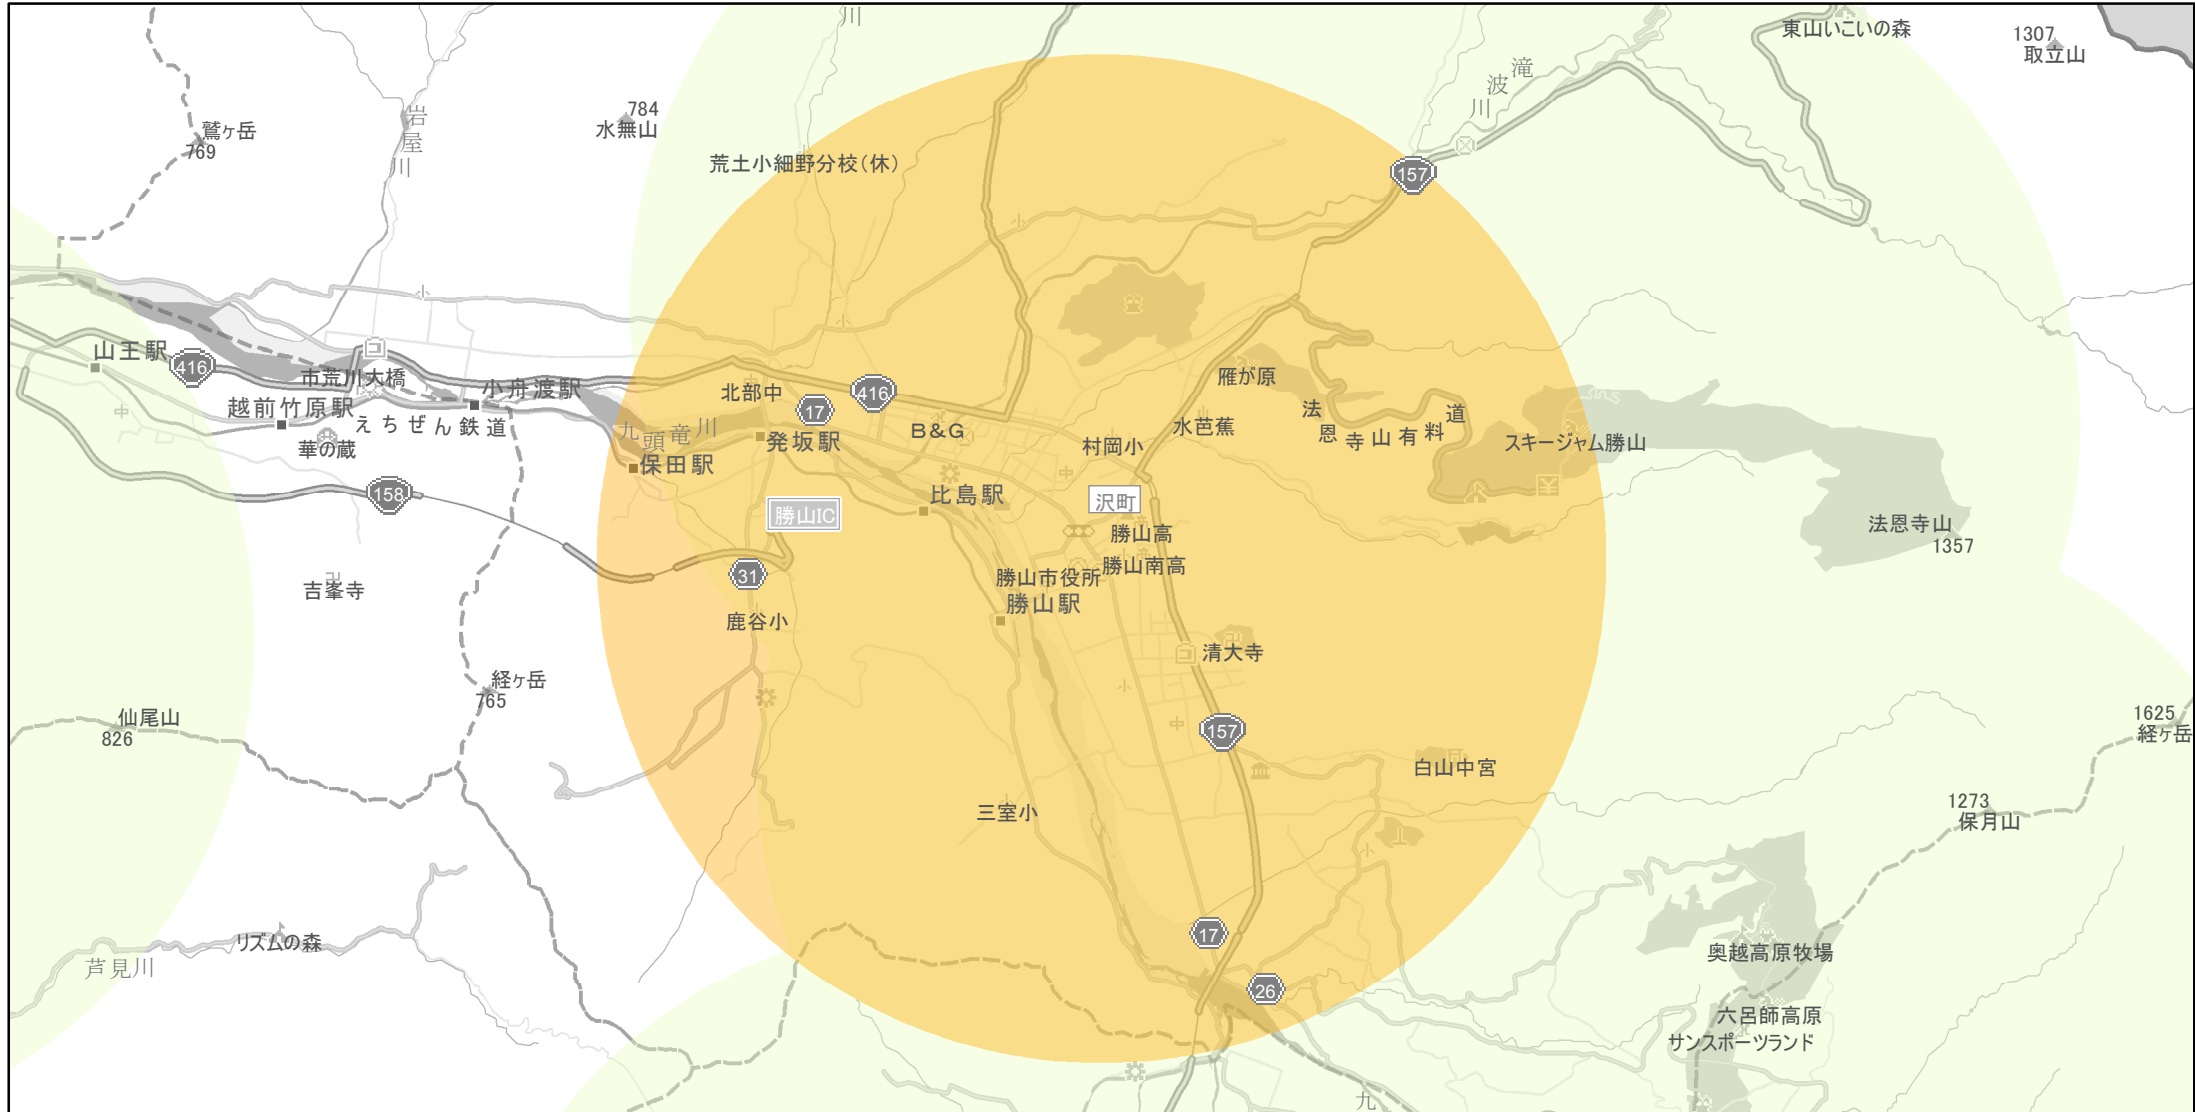 川
東山いこいの森
1307
取立山
滝
波
川
784
水無山
岩
屋
川
鷲ヶ岳
769
荒土小細野分校（休）
157
小
小
小
山王駅
416
市荒川大橋
小舟渡駅
越前竹原駅
えちぜん鉄道
中
華の蔵
北部中
416
17
雁が原
水芭蕉
法
恩
寺
山
有
料
道
スキージャム勝山
九
頭
竜
川
発坂駅
B&G
村岡小
保田駅
中
158
比島駅
沢町
勝山IC
勝山高
法恩寺山
1357
勝山南高
勝山市役所
31
吉峯寺
勝山駅
鹿谷小
清大寺
経ヶ岳
765
小
仙尾山
826
中
157
1625
経ヶ岳
白山中宮
1273
保月山
三室小
小
リズムの森
芦見川
17
奥越高原牧場
26
六呂師高原
サンスポーツランド
九